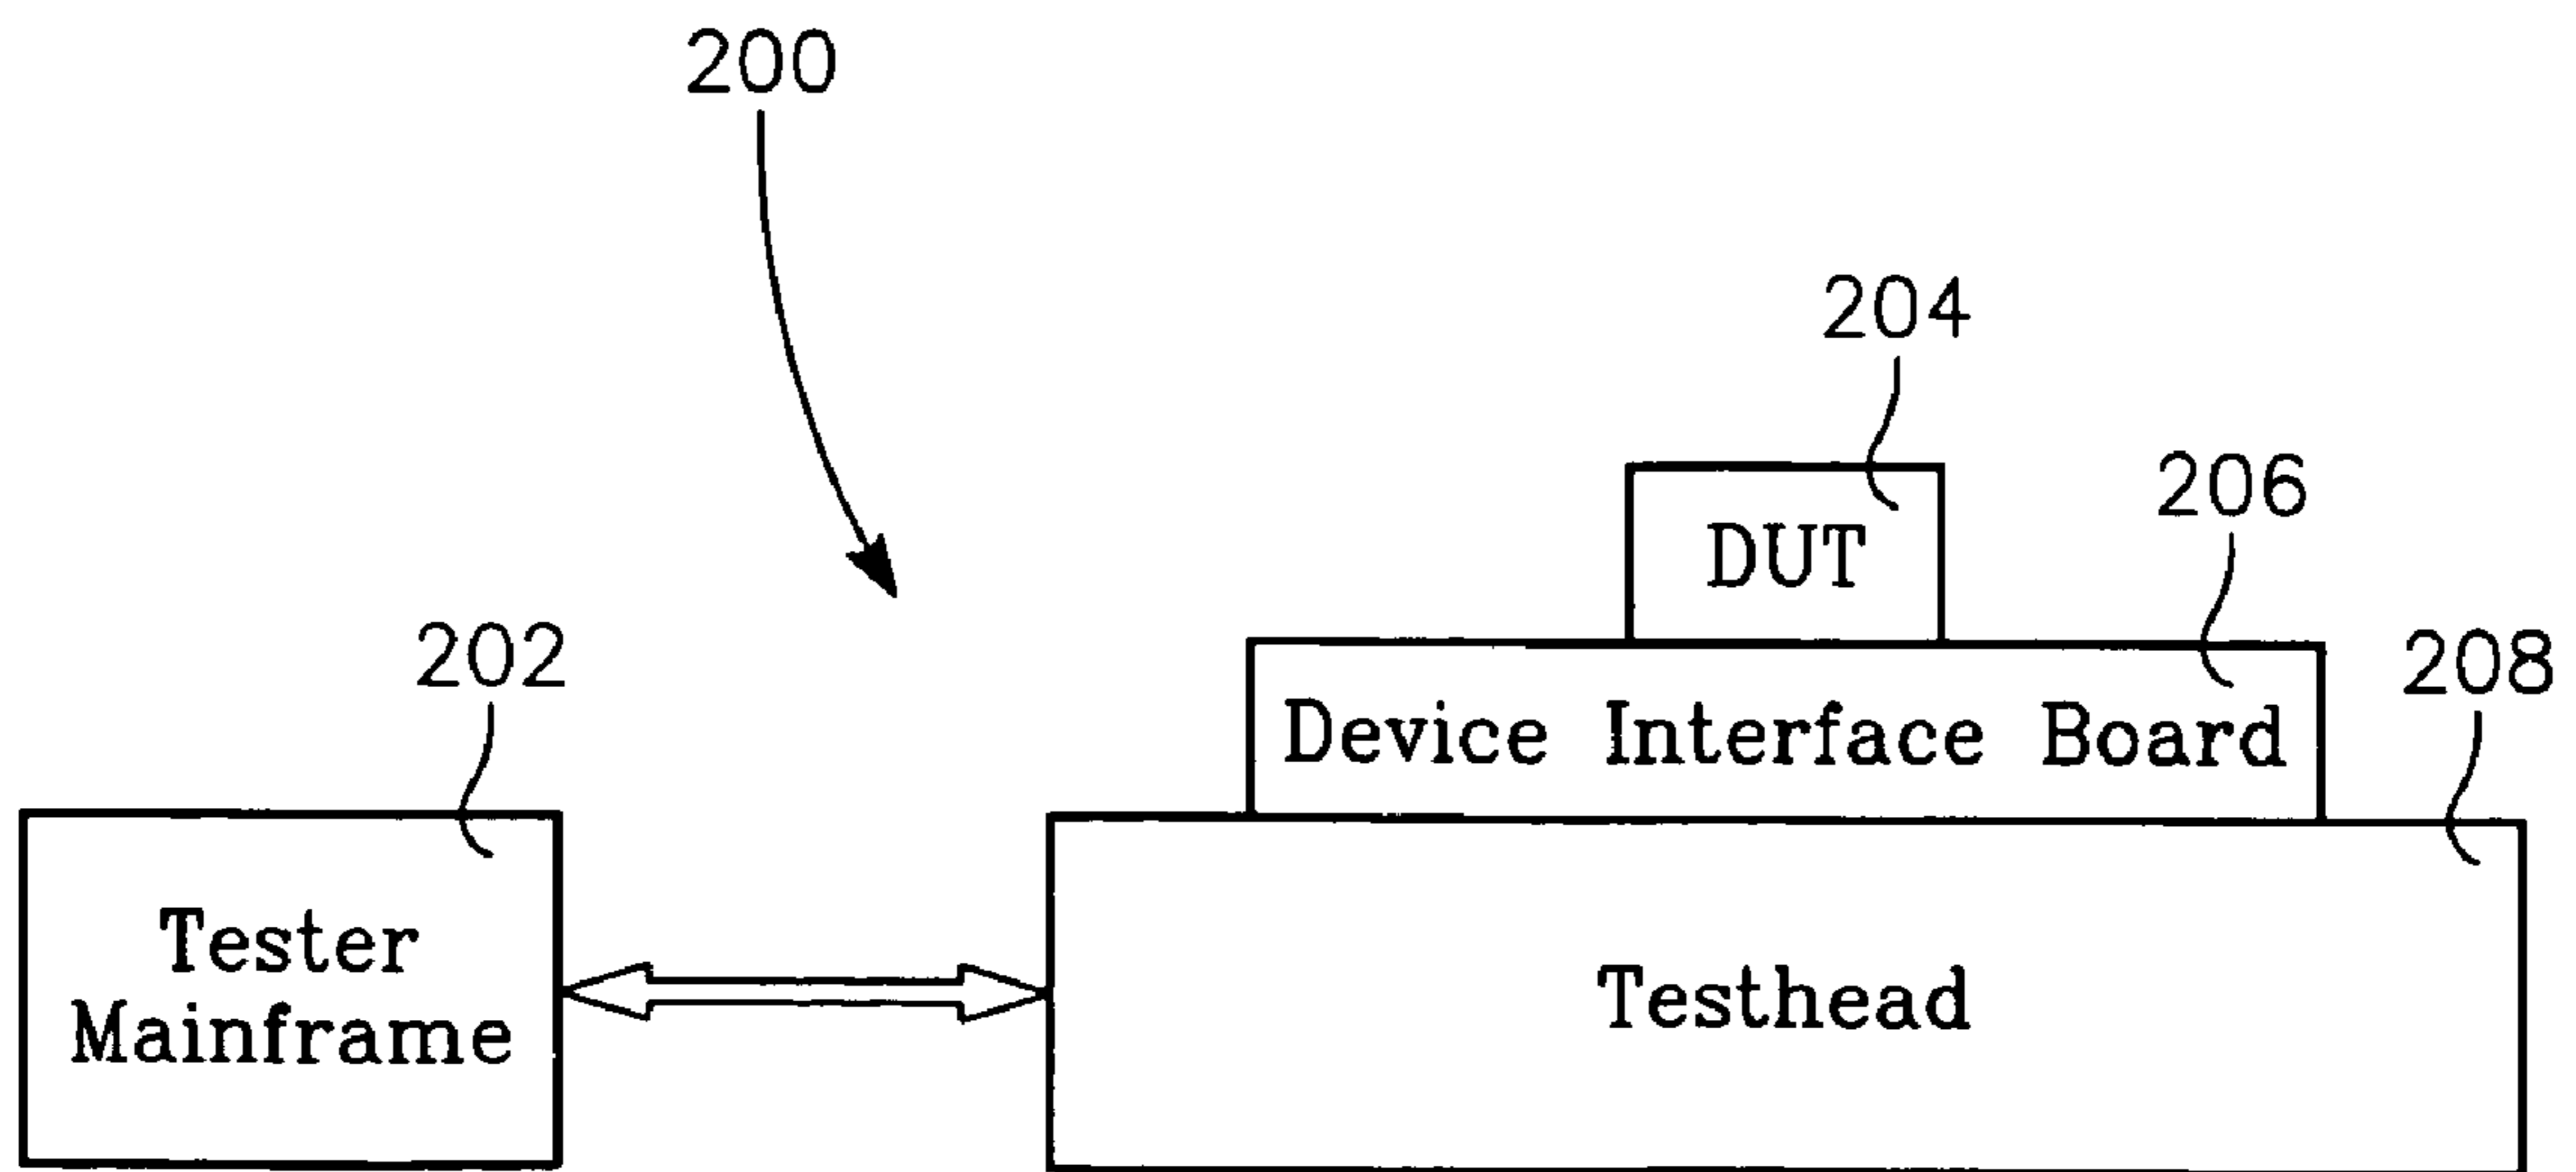 200
204
DUT
206
Device Interface Board
202
208
Tester
Mainframe
Testhead